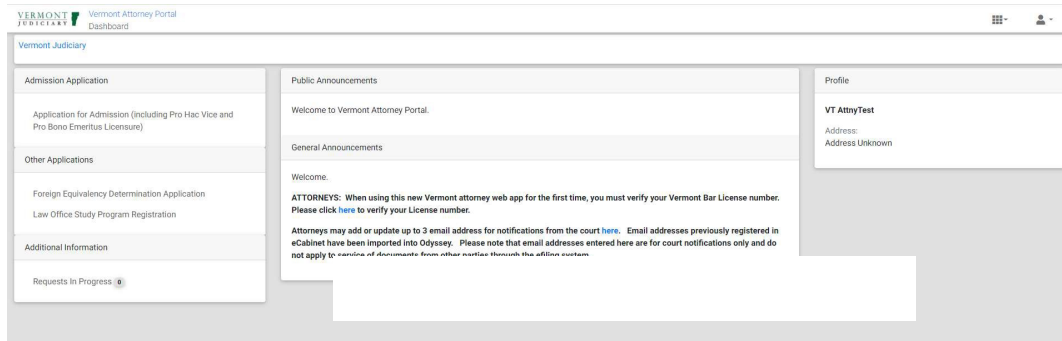 VERMONT
JUDICIARY
Vermont Attorney Portal
Dashboard
Vermont Judiciary
Admission Application
Application for Admission (including Pro Hac Vice and
Pro Bono Emeritus Licensure)
Other Applications
Foreign Equivalency Determination Application
Law Office Study Program Registration
Additional Information
Requests In Progress 0
Public Announcements
Welcome to Vermont Attorney Portal.
General Announcements
Welcome.
ATTORNEYS: When using this new Vermont attorney web app for the first time, you must verify your Vermont Bar License number.
Please click here to verify your License number.
Attorneys may add or update up to 3 email address for notifications from the court here. Email addresses previously registered in
eCabinet have been imported into Odyssey. Please note that email addresses entered here are for court notifications only and do
not apply to service of documents from other parties through the efiling system.
Profile
VT AttnyTest
Address:
Address Unknown